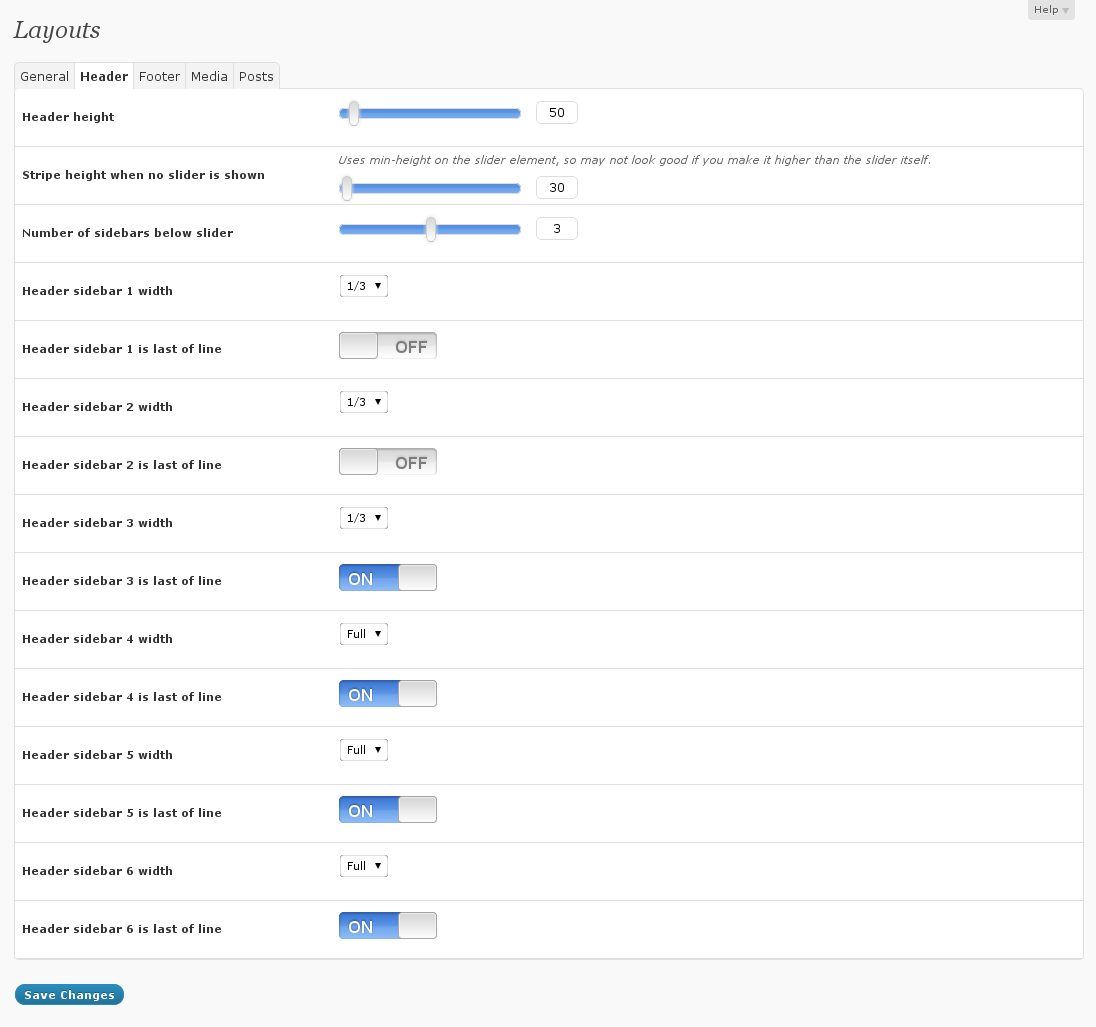 Help
Layouts
General Header Footer Media Posts
Header height 50
Uses min-height on the slider element, so may not look good if you make it higher than the slider itself.
Stripe height when no slider is shown 30
Number of sidebars below slider 3
Header sidebar 1 width 1/3
Header sidebar 1 is last of line OFF
Header sidebar 2 width 1/3
Header sidebar 2 is last of line OFF
Header sidebar 3 width 1/3
Header sidebar 3 is last of line ON
Header sidebar 4 width Full
Header sidebar 4 is last of line ON
Header sidebar 5 width Full
Header sidebar 5 is last of line ON
Header sidebar 6 width Full
Header sidebar 6 is last of line ON
Save Changes